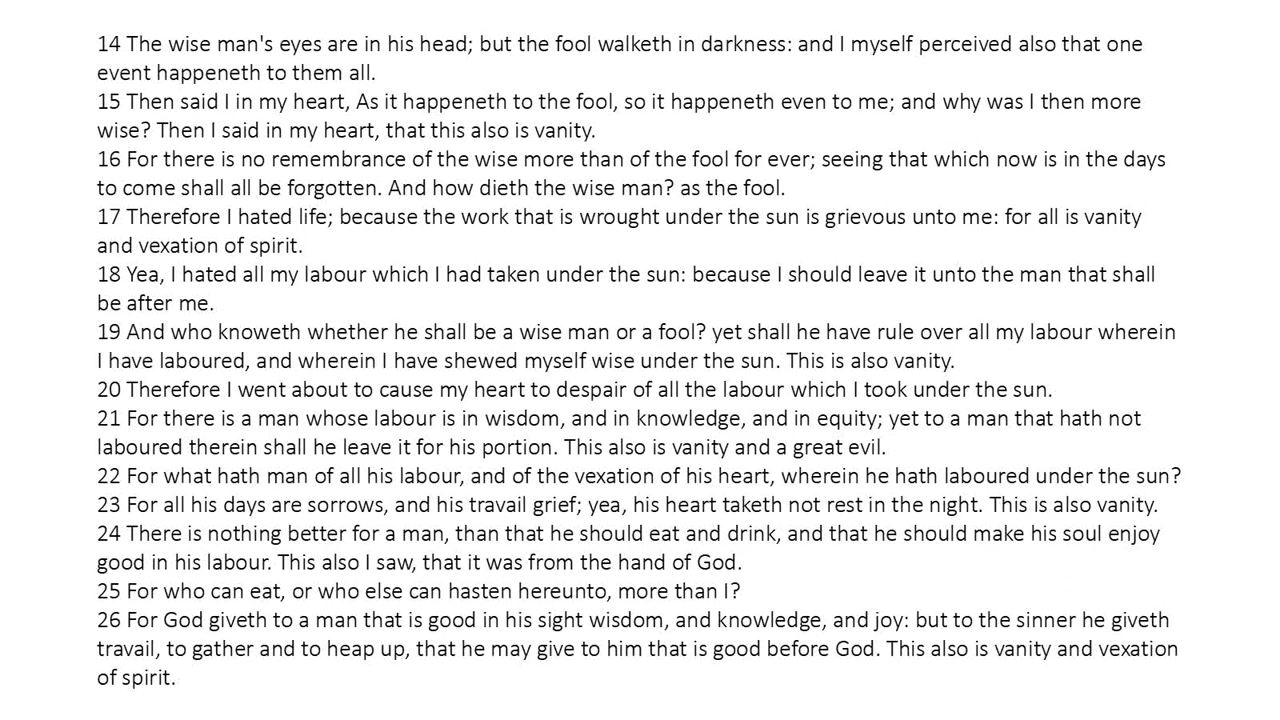 14 The wise man's eyes are in his head; but the fool walketh in darkness: and I myself perceived also that one
event happeneth to them all.
15 Then said I in my heart, As it happeneth to the fool, so it happeneth even to me; and why was I then more
wise? Then I said in my heart, that this also is vanity.
16 For there is no remembrance of the wise more than of the fool for ever; seeing that which now is in the days
to come shall all be forgotten. And how dieth the wise man? as the fool.
17 Therefore I hated life; because the work that is wrought under the sun is grievous unto me: for all is vanity
and vexation of spirit.
18 Yea, I hated all my labour which I had taken under the sun: because I should leave it unto the man that shall
be after me.
19 And who knoweth whether he shall be a wise man or a fool? yet shall he have rule over all my labour wherein
I have laboured, and wherein I have shewed myself wise under the sun. This is also vanity.
20 Therefore I went about to cause my heart to despair of all the labour which I took under the sun.
21 For there is a man whose labour is in wisdom, and in knowledge, and in equity; yet to a man that hath not
laboured therein shall he leave it for his portion. This also is vanity and a great evil.
22 For what hath man of all his labour, and of the vexation of his heart, wherein he hath laboured under the sun?
23 For all his days are sorrows, and his travail grief; yea, his heart taketh not rest in the night. This is also vanity.
24 There is nothing better for a man, than that he should eat and drink, and that he should make his soul enjoy
good in his labour. This also I saw, that it was from the hand of God.
25 For who can eat, or who else can hasten hereunto, more than I?
26 For God giveth to a man that is good in his sight wisdom, and knowledge, and joy: but to the sinner he giveth
travail, to gather and to heap up, that he may give to him that is good before God. This also is vanity and vexation
of spirit.